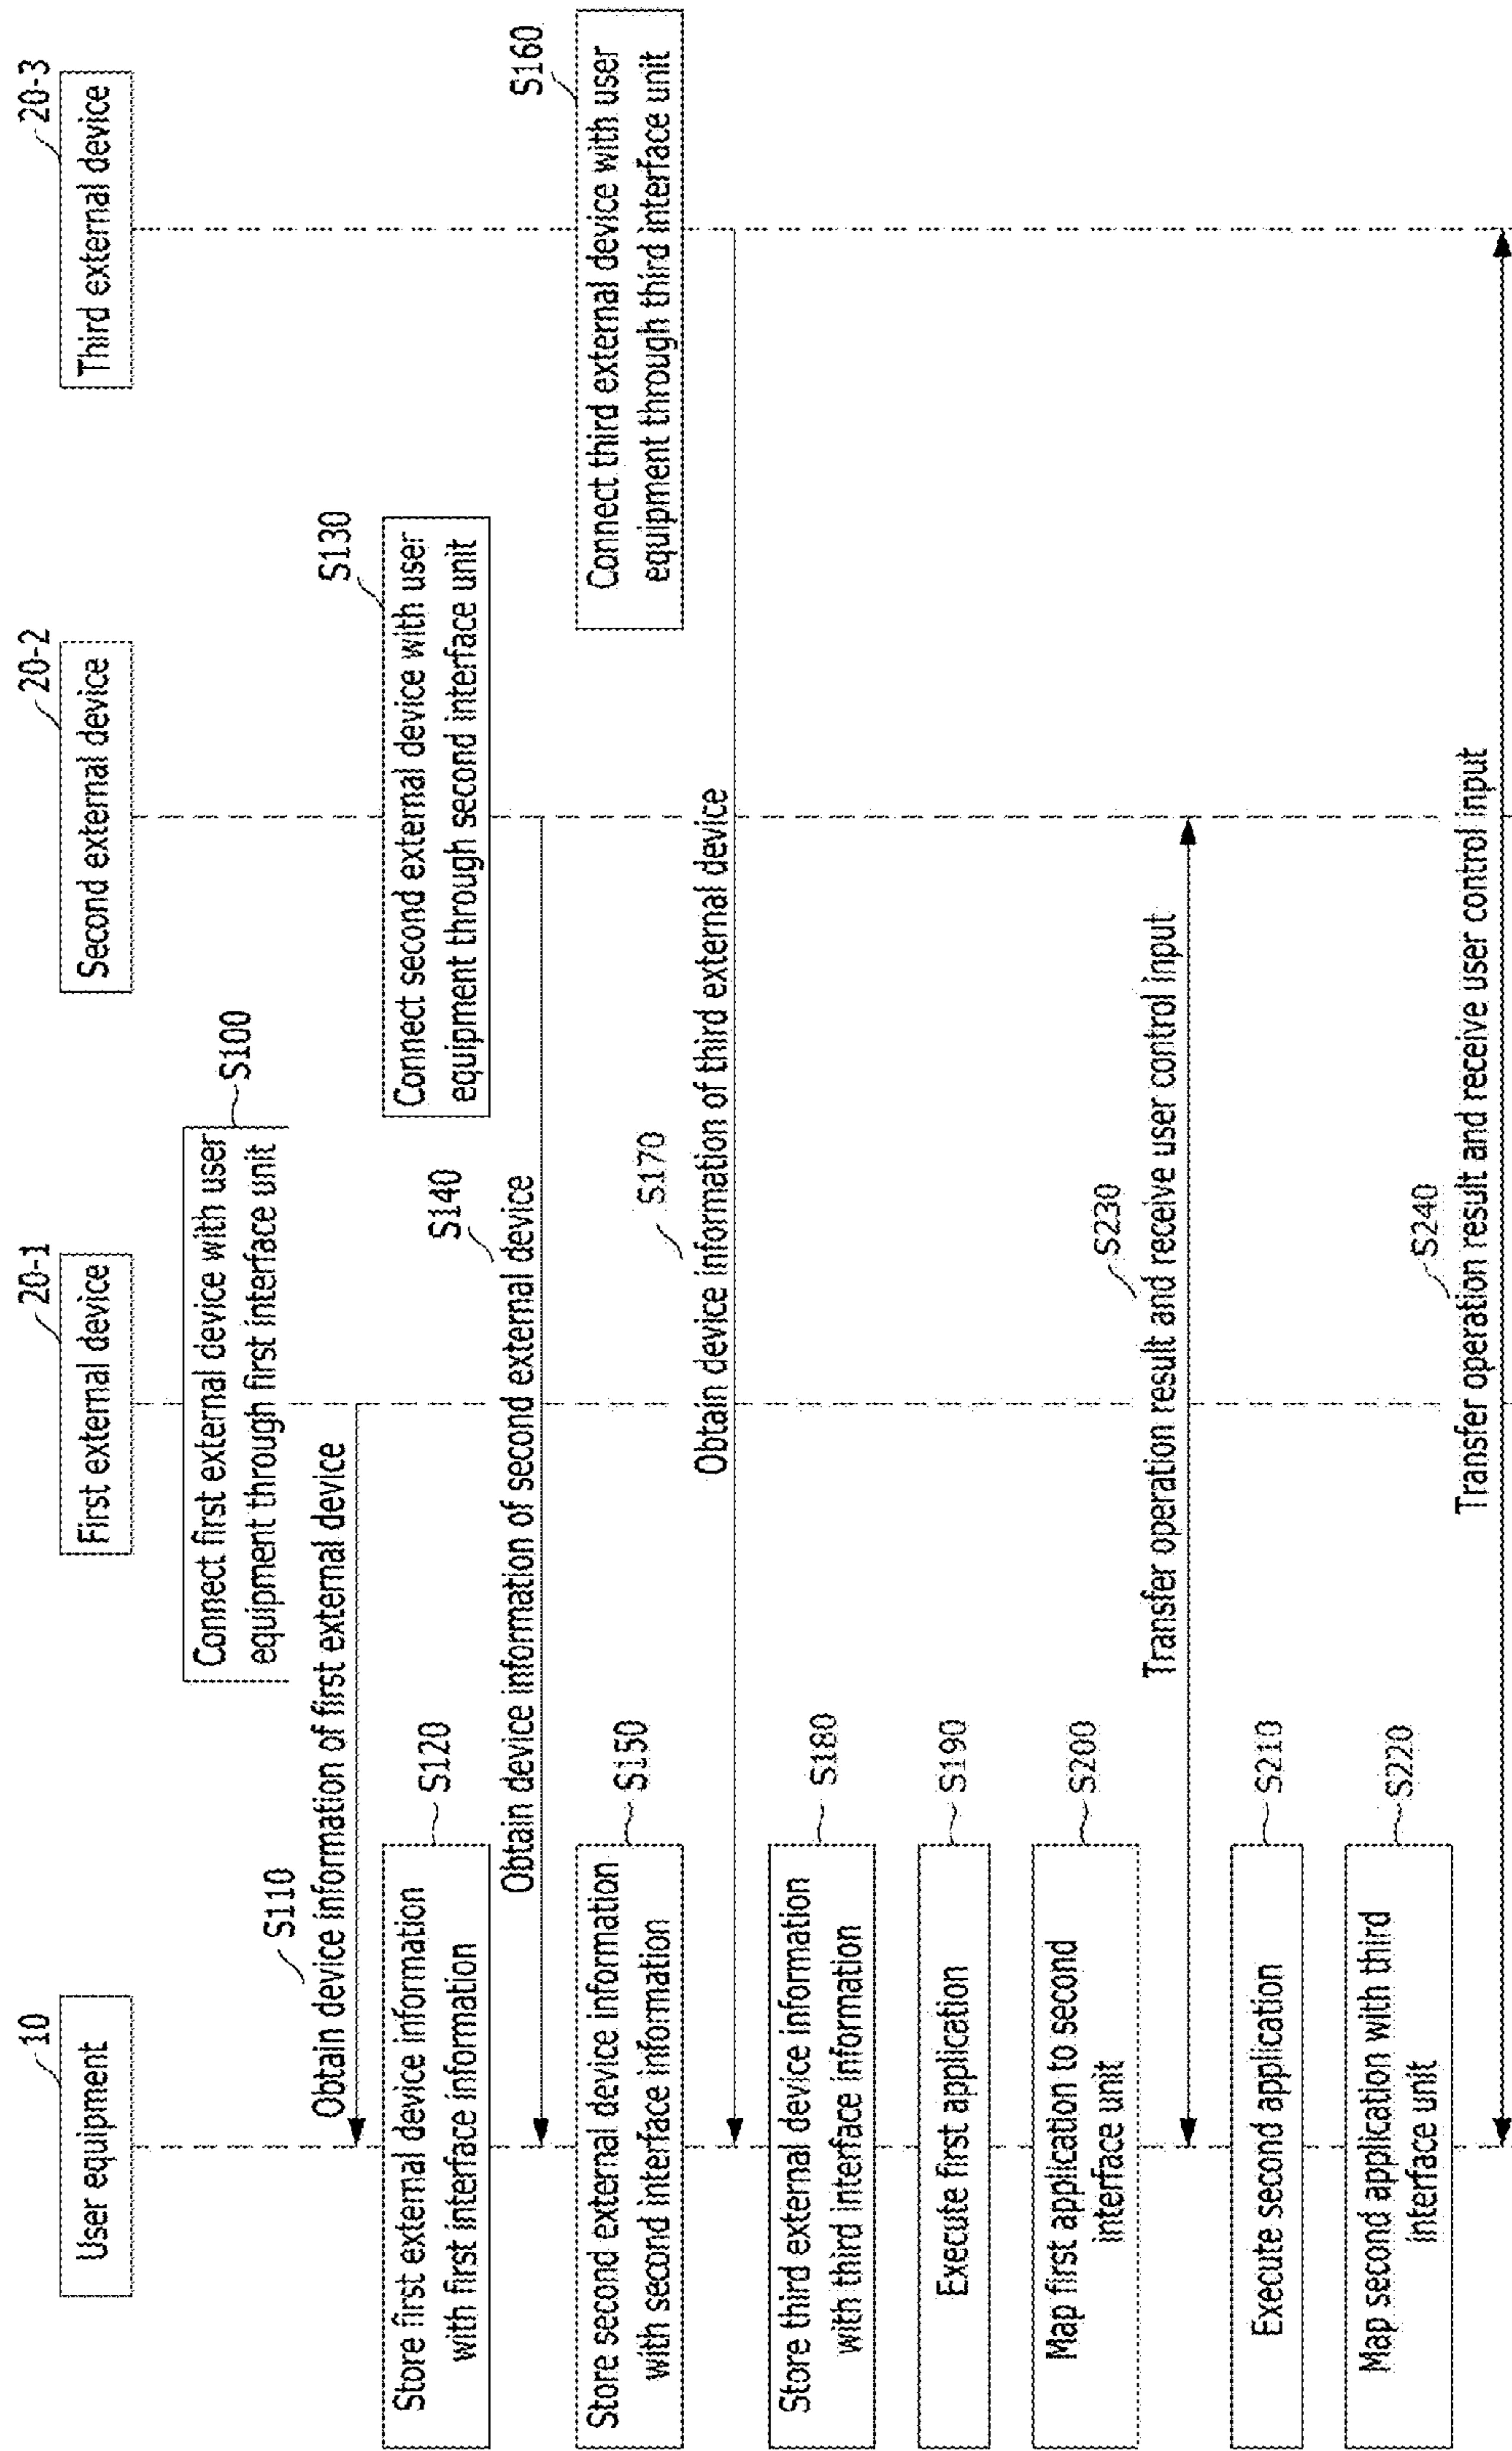 10
User equipment
20-1
First external device
20-2
Second external device
20-3
Third external device
S100
Connect first external device with user
equipment through first interface unit
S110
Obtain device information of first external device
Store first external device information
with first interface information
S120
S130
Connect second external device with user
equipment through second interface unit
S140
Obtain device information of second external device
Store second external device information
with second interface information
S150
S160
Connect third external device with user
equipment through third interface unit
S170
Obtain device information of third external device
Store third external device information
with third interface information
S180
Execute first application
S190
Map first application to second
interface unit
S200
S230
Transfer operation result and receive user control input
Execute second application
S210
Map second application with third
interface unit
S220
S240
Transfer operation result and receive user control input